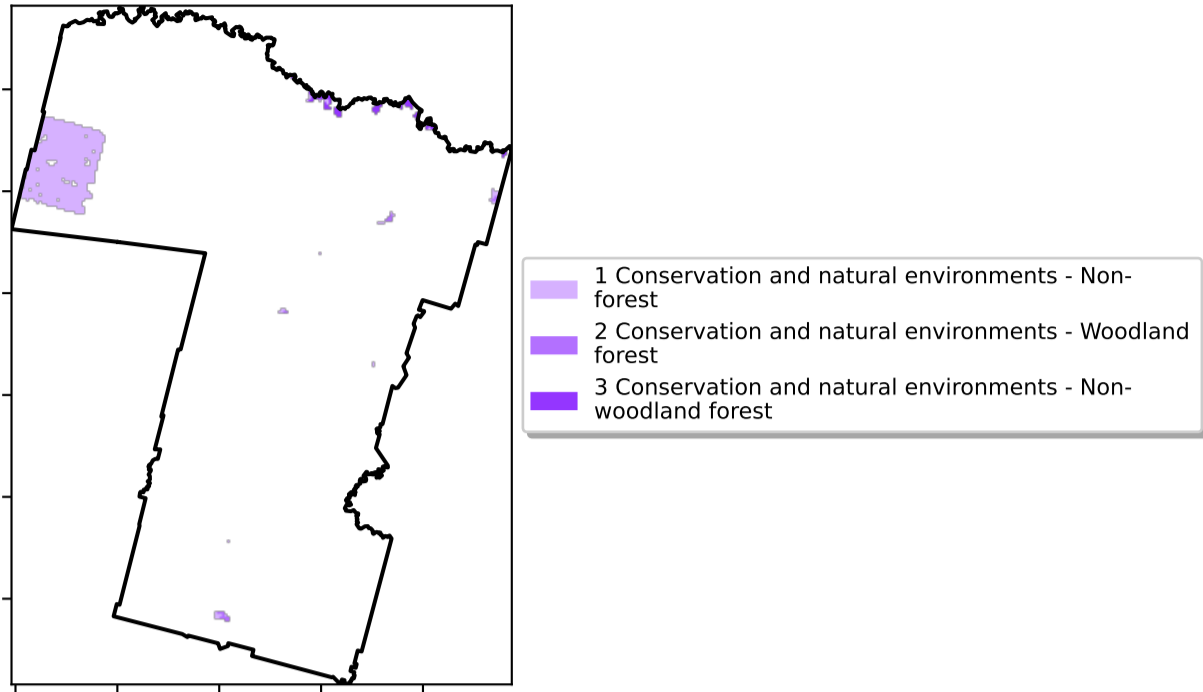 1 Conservation and natural environments - Non-
forest
2 Conservation and natural environments - Woodland
forest
3 Conservation and natural environments - Non-
woodland forest